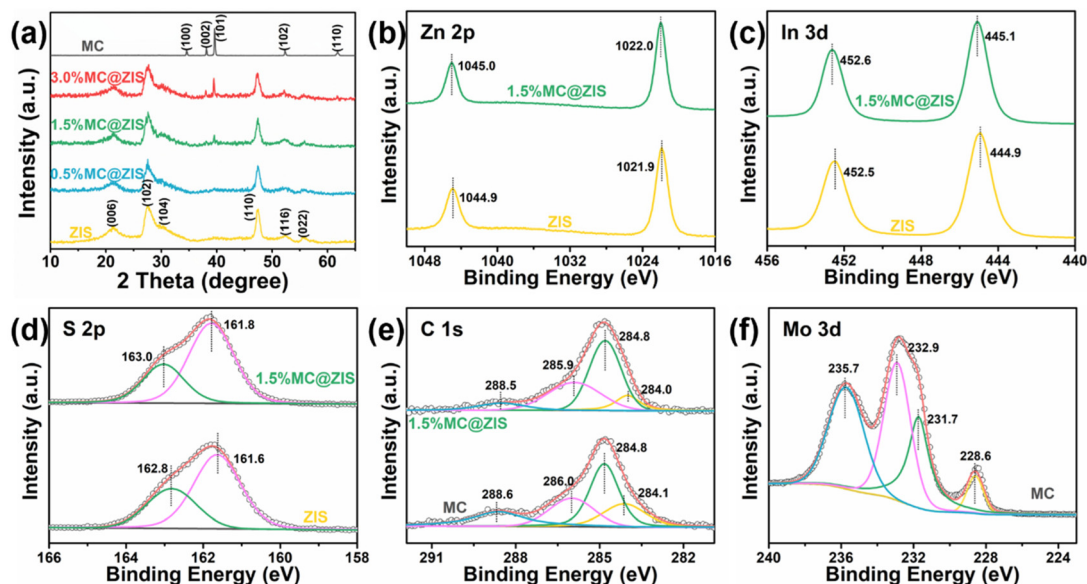 (a)
MC
(100)
(002)
(101)
(102)
(110)
3.0%MC@ZIS
1.5%MC@ZIS
0.5%MC@ZIS
ZIS
(006)
(102)
(104)
(110)
(116)
(022)
Intensity (a.u.)
10 20 30 40 50 60
2 Theta (degree)
(b) Zn 2p
1022.0
1045.0
1.5%MC@ZIS
1021.9
1044.9
ZIS
Intensity (a.u.)
1048 1040 1032 1024 1016
Binding Energy (eV)
(c) In 3d
445.1
452.6
1.5%MC@ZIS
444.9
452.5
ZIS
Intensity (a.u.)
456 452 448 444 440
Binding Energy (eV)
(d) S 2p
161.8
163.0
1.5%MC@ZIS
161.6
162.8
ZIS
Intensity (a.u.)
166 164 162 160 158
Binding Energy (eV)
(e) C 1s
284.8
285.9
284.0
288.5
1.5%MC@ZIS
284.8
286.0
284.1
288.6
MC
Intensity (a.u.)
291 288 285 282
Binding Energy (eV)
(f) Mo 3d
232.9
235.7
231.7
228.6
MC
Intensity (a.u.)
240 236 232 228 224
Binding Energy (eV)